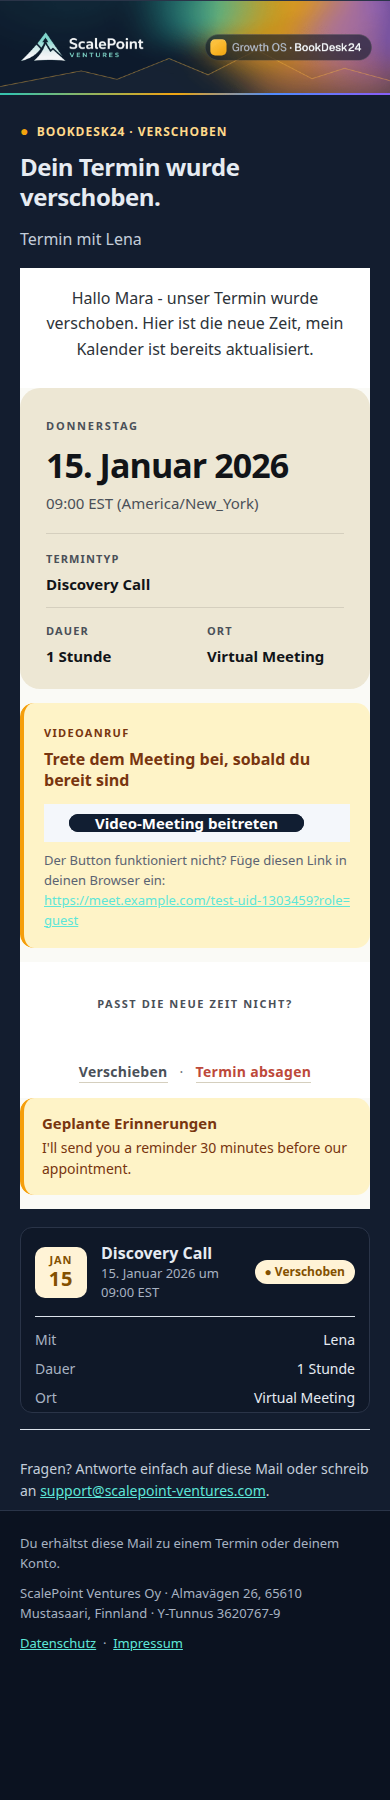 ScalePoint
VENTURES
Growth OS · BookDesk24
● BOOKDESK24 · VERSCHOBEN
Dein Termin wurde
verschoben.
Termin mit Lena
Hallo Mara - unser Termin wurde
verschoben. Hier ist die neue Zeit, mein
Kalender ist bereits aktualisiert.
DONNERSTAG
15. Januar 2026
09:00 EST (America/New_York)
TERMINTYP
Discovery Call
DAUER ORT
1 Stunde Virtual Meeting
VIDEOANRUF
Trete dem Meeting bei, sobald du
bereit sind
Video-Meeting beitreten
Der Button funktioniert nicht? Füge diesen Link in
deinen Browser ein:
https://meet.example.com/test-uid-1303459?role=
guest
PASST DIE NEUE ZEIT NICHT?
Verschieben · Termin absagen
Geplante Erinnerungen
I'll send you a reminder 30 minutes before our
appointment.
JAN
15
Discovery Call
15. Januar 2026 um
09:00 EST
● Verschoben
Mit Lena
Dauer 1 Stunde
Ort Virtual Meeting
Fragen? Antworte einfach auf diese Mail oder schreib
an support@scalepoint-ventures.com.
Du erhältst diese Mail zu einem Termin oder deinem
Konto.
ScalePoint Ventures Oy · Almavägen 26, 65610
Mustasaari, Finnland · Y-Tunnus 3620767-9
Datenschutz · Impressum